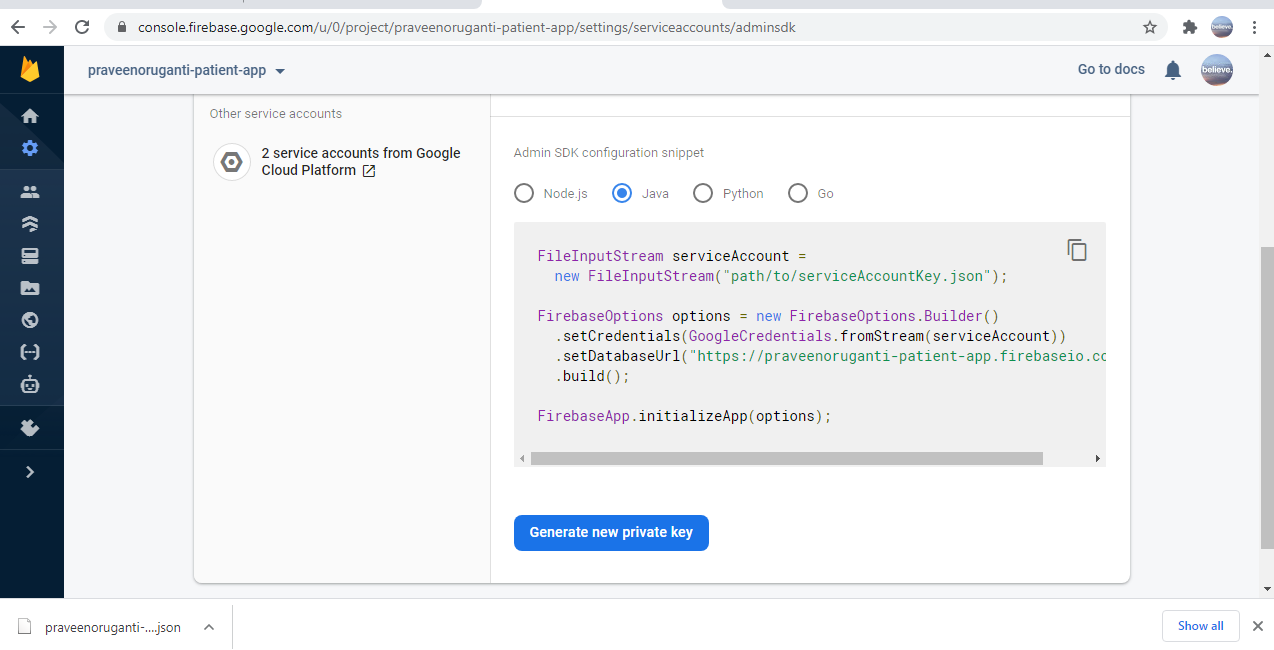 console.firebase.google.com/u/0/project/praveenoruganti-patient-app/settings/serviceaccounts/adminsdk
believe.
praveenoruganti-patient-app
Go to docs
believe.
Other service accounts
2 service accounts from Google
Cloud Platform
Admin SDK configuration snippet
Node.js
Java
Python
Go
FileInputStream serviceAccount =
new FileInputStream("path/to/serviceAccountKey.json");
FirebaseOptions options = new FirebaseOptions.Builder()
.setCredentials(GoogleCredentials.fromStream(serviceAccount))
.setDatabaseUrl("https://praveenoruganti-patient-app.firebaseio.co
.build();
FirebaseApp.initializeApp(options);
Generate new private key
praveenoruganti-....json
Show all